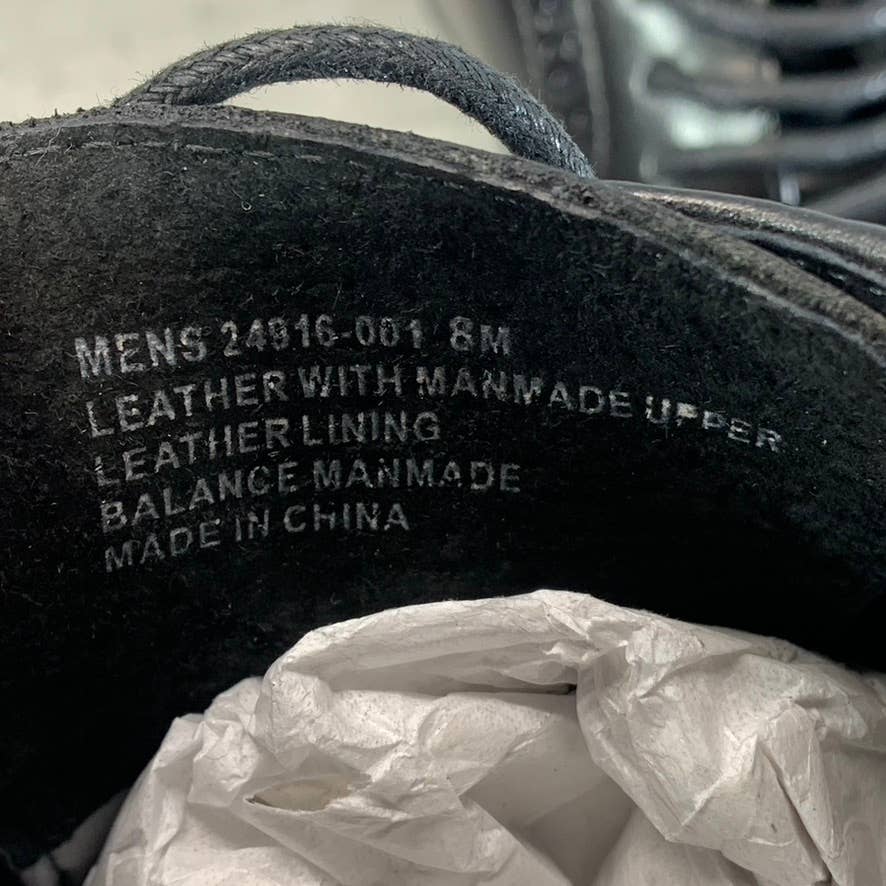 MENS 24916-001 8M
LEATHER WITH MANMADE UPPER
LEATHER LINING
BALANCE MANMADE
MADE IN CHINA